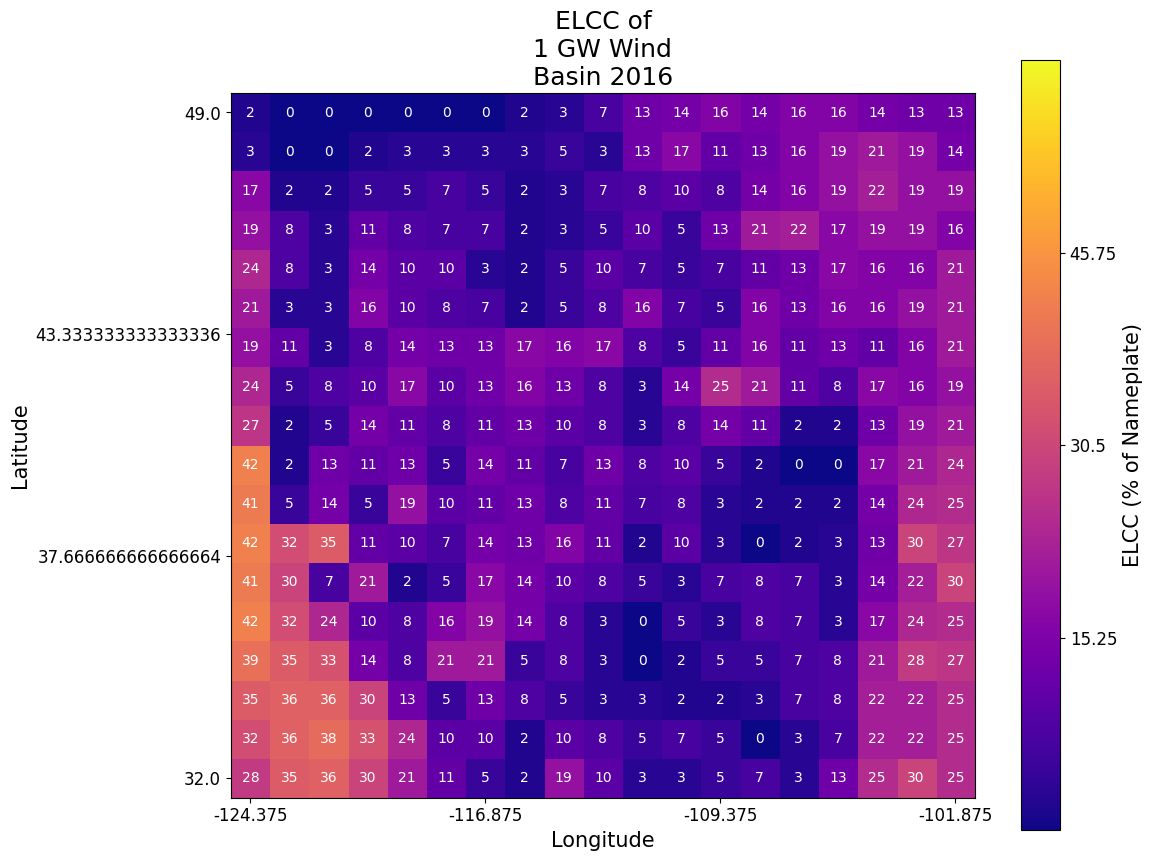 ELCC of
1 GW Wind
Basin 2016
49.0
2 0 0 0 0 0 0 2 3 7 13 14 16 14 16 16 14 13 13
3 0 0 2 3 3 3 3 5 3 13 17 11 13 16 19 21 19 14
17 2 2 5 5 7 5 2 3 7 8 10 8 14 16 19 22 19 19
19 8 3 11 8 7 7 2 3 5 10 5 13 21 22 17 19 19 16
24 8 3 14 10 10 3 2 5 10 7 5 7 11 13 17 16 16 21
45.75
21 3 3 16 10 8 7 2 5 8 16 7 5 16 13 16 16 19 21
43.333333333333336
19 11 3 8 14 13 13 17 16 17 8 5 11 16 11 13 11 16 21
24 5 8 10 17 10 13 16 13 8 3 14 25 21 11 8 17 16 19
27 2 5 14 11 8 11 13 10 8 3 8 14 11 2 2 13 19 21
30.5
42 2 13 11 13 5 14 11 7 13 8 10 5 2 0 0 17 21 24
41 5 14 5 19 10 11 13 8 11 7 8 3 2 2 2 14 24 25
42 32 35 11 10 7 14 13 16 11 2 10 3 0 2 3 13 30 27
37.666666666666664
41 30 7 21 2 5 17 14 10 8 5 3 7 8 7 3 14 22 30
42 32 24 10 8 16 19 14 8 3 0 5 3 8 7 3 17 24 25
15.25
39 35 33 14 8 21 21 5 8 3 0 2 5 5 7 8 21 28 27
35 36 36 30 13 5 13 8 5 3 3 2 2 3 7 8 22 22 25
32 36 38 33 24 10 10 2 10 8 5 7 5 0 3 7 22 22 25
32.0
28 35 36 30 21 11 5 2 19 10 3 3 5 7 3 13 25 30 25
-124.375 -116.875 -109.375 -101.875
Longitude
Latitude
ELCC (% of Nameplate)